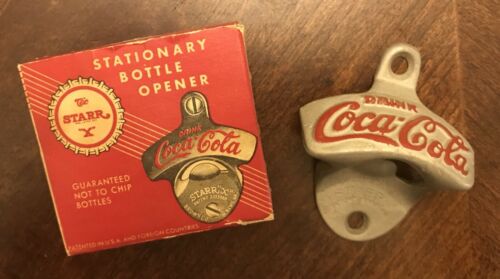 STATIONARY
BOTTLE
OPENER
The
STARR
"X"
DRINK
Coca-Cola
STARR "X"
GUARANTEED
NOT TO CHIP
BOTTLES
PATENTED IN U.S.A. AND FOREIGN COUNTRIES
DRINK
Coca-Cola